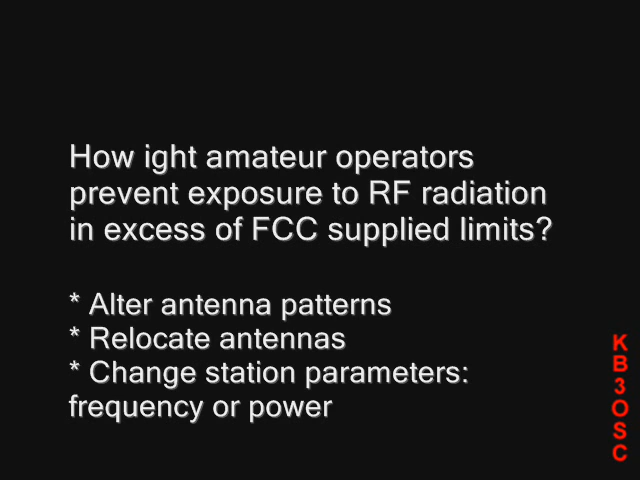 How ight amateur operators
prevent exposure to RF radiation
in excess of FCC supplied limits?
* Alter antenna patterns
* Relocate antennas
* Change station parameters:
frequency or power
KB3OSC